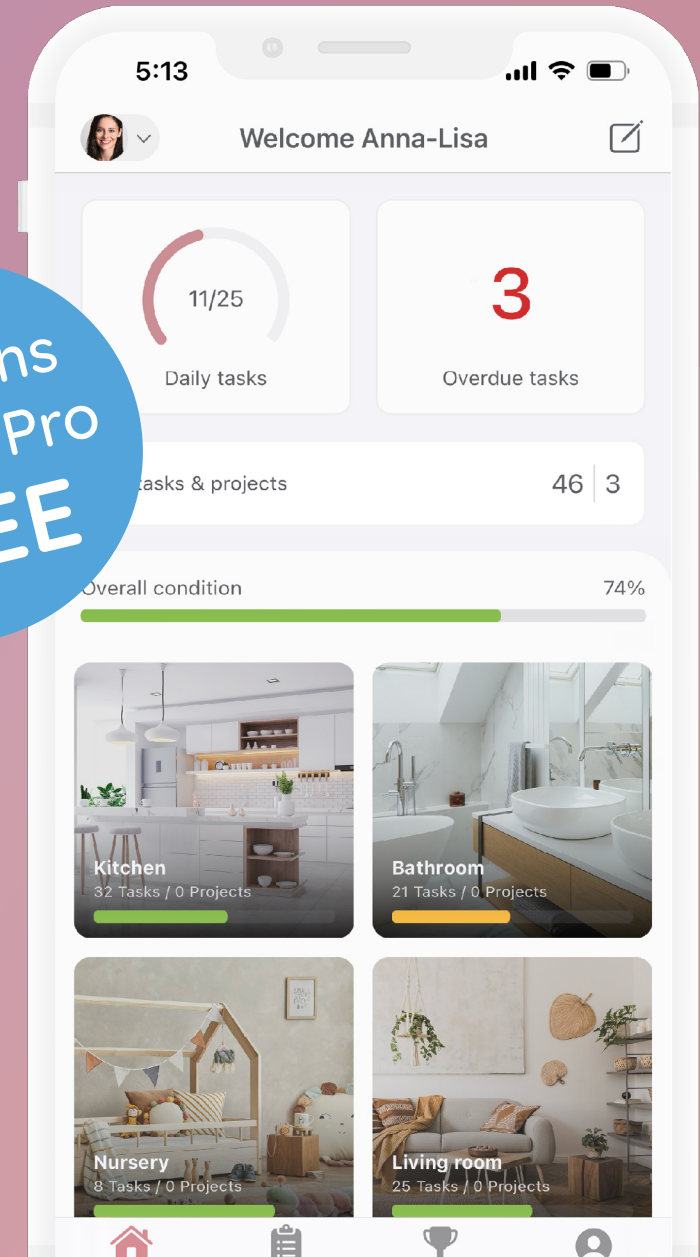 5:13
Welcome Anna-Lisa
11/25
Daily tasks
3
Overdue tasks
Pro
tasks & projects
46 | 3
Overall condition
74%
Kitchen
32 Tasks / 0 Projects
Bathroom
21 Tasks / 0 Projects
Nursery
8 Tasks / 0 Projects
Living room
25 Tasks / 0 Projects